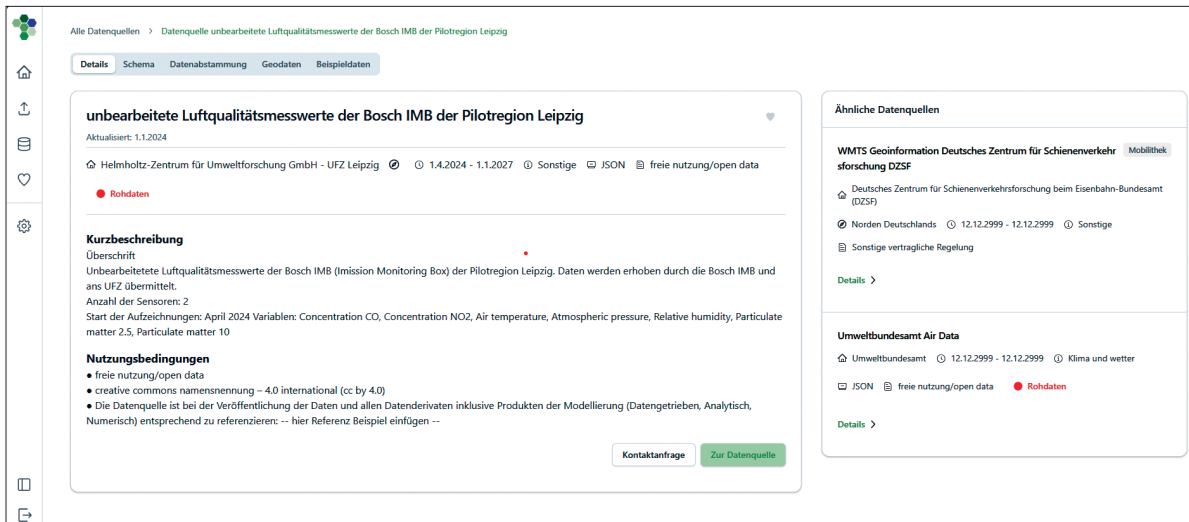 Alle Datenquellen > Datenquelle unbearbeitete Luftqualitätsmesswerte der Bosch IMB der Pilotregion Leipzig
Details Schema Datenabstammung Geodaten Beispieldaten
unbearbeitete Luftqualitätsmesswerte der Bosch IMB der Pilotregion Leipzig
Aktualisiert: 1.1.2024
Helmholtz-Zentrum für Umweltforschung GmbH - UFZ Leipzig 1.4.2024 - 1.1.2027 Sonstige JSON freie nutzung/open data
Rohdaten
Kurzbeschreibung
Überschrift
Unbearbeitetete Luftqualitätsmesswerte der Bosch IMB (Imission Monitoring Box) der Pilotregion Leipzig. Daten werden erhoben durch die Bosch IMB und
ans UFZ übermittelt.
Anzahl der Sensoren: 2
Start der Aufzeichnungen: April 2024 Variablen: Concentration CO, Concentration NO2, Air temperature, Atmospheric pressure, Relative humidity, Particulate
matter 2.5, Particulate matter 10
Nutzungsbedingungen
● freie nutzung/open data
● creative commons namensnennung – 4.0 international (cc by 4.0)
● Die Datenquelle ist bei der Veröffentlichung der Daten und allen Datenderivaten inklusive Produkten der Modellierung (Datengetrieben, Analytisch,
Numerisch) entsprechend zu referenzieren: -- hier Referenz Beispiel einfügen --
Kontaktanfrage Zur Datenquelle
Ähnliche Datenquellen
WMTS Geoinformation Deutsches Zentrum für Schienenverkehr Mobilithek
sforschung DZSF
Deutsches Zentrum für Schienenverkehrsforschung beim Eisenbahn-Bundesamt
(DZSF)
Norden Deutschlands 12.12.2999 - 12.12.2999 Sonstige
Sonstige vertragliche Regelung
Details >
Umweltbundesamt Air Data
Umweltbundesamt 12.12.2999 - 12.12.2999 Klima und wetter
JSON freie nutzung/open data Rohdaten
Details >